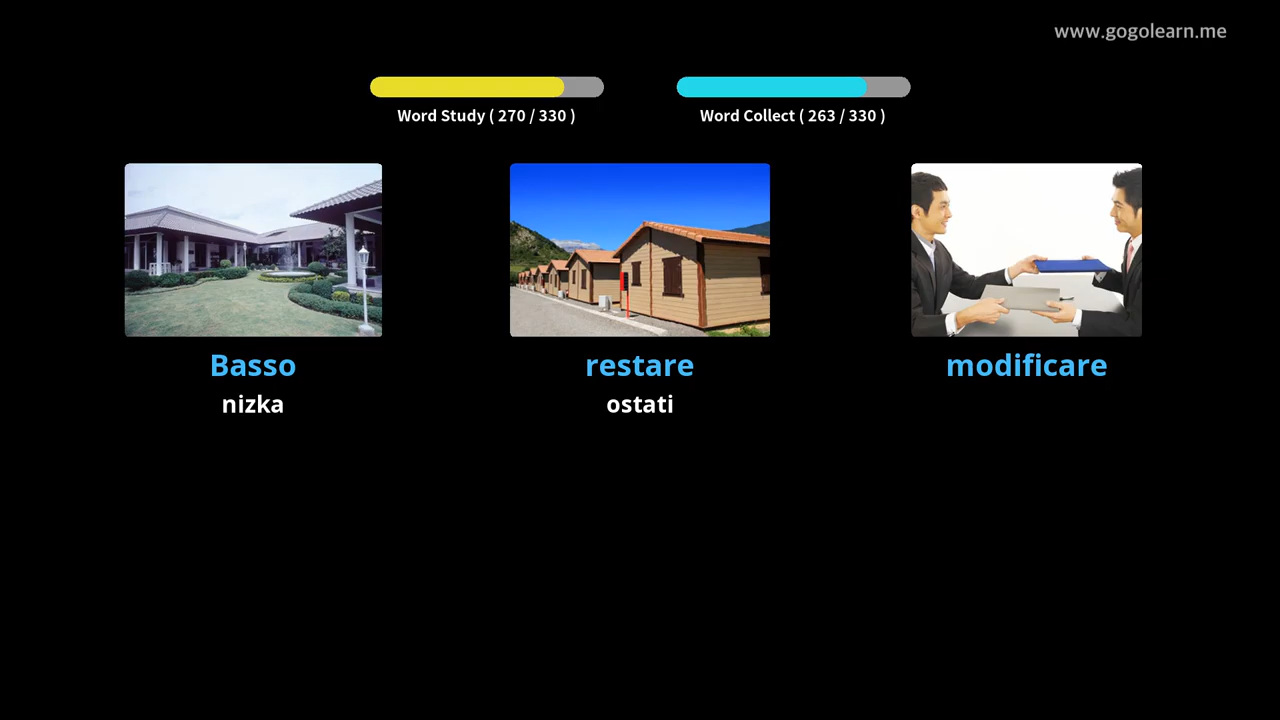 www.gogolearn.me
Word Study ( 270 / 330 )
Word Collect ( 263 / 330 )
Basso
restare
modificare
nizka
ostati